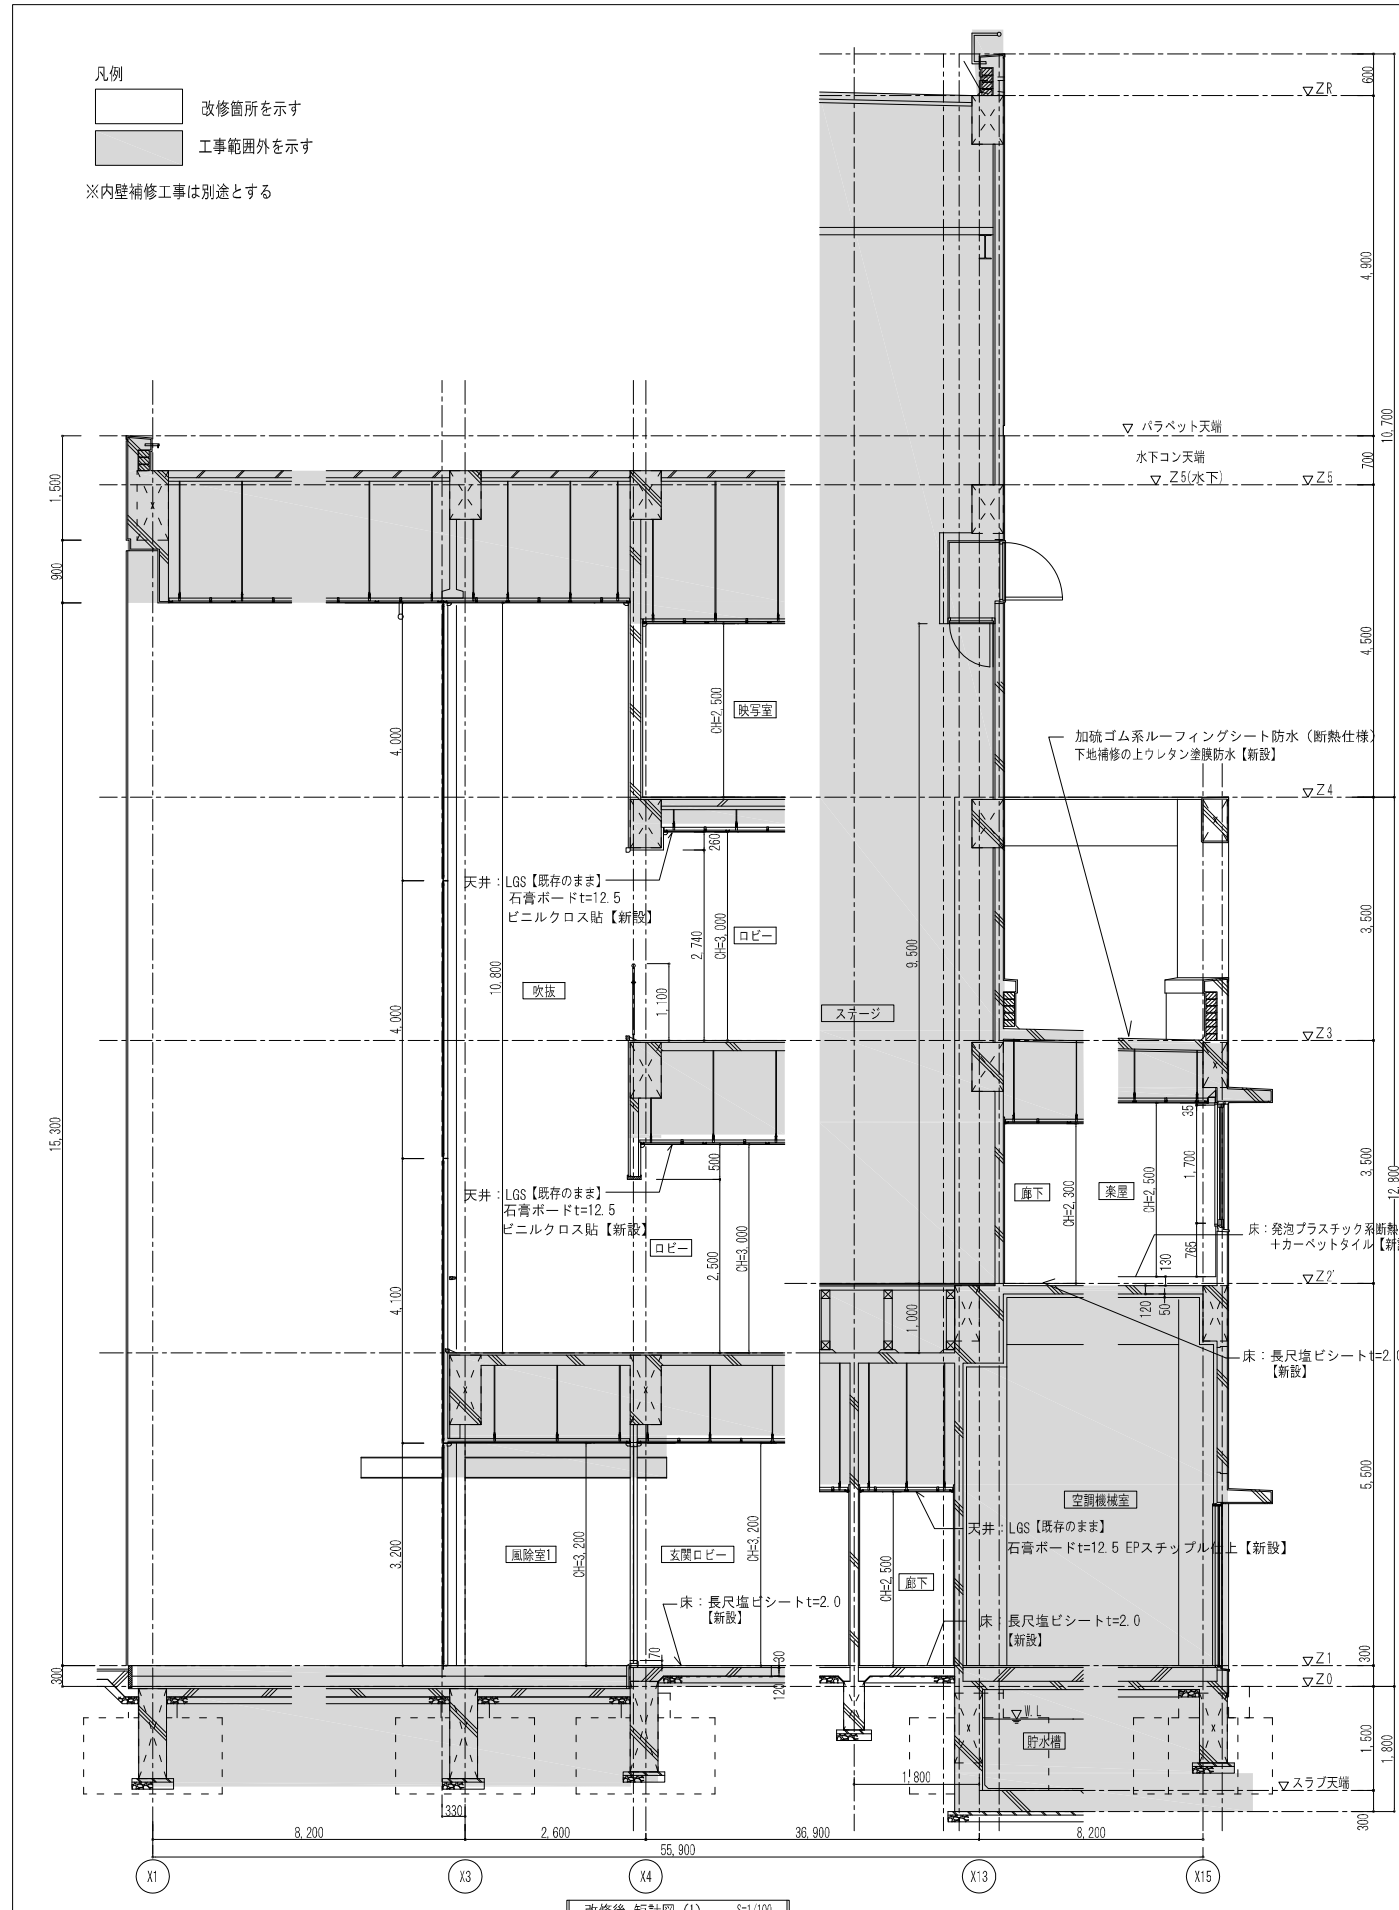 凡例
改修箇所を示す
工事範囲外を示す
※内壁補修工事は別途とする
600
▽ZR
4,900
10,700
▽ パラペット天端
水下コン天端
▽ Z5(水下)
▽Z5
700
1,500
900
4,500
CH=2,500
映写室
4,000
加硫ゴム系ルーフィングシート防水（断熱仕様）
下地補修の上ウレタン塗膜防水【新設】
▽Z4
260
天井：LGS【既存のまま】
石膏ボードt=12.5
ビニルクロス貼【新設】
2,740
CH=3,000
ロビー
9,500
3,500
10,800
吹抜
1,100
4,000
ステージ
▽Z3
15,300
35
500
1,700
3,500
12,800
天井：LGS【既存のまま】
石膏ボードt=12.5
ビニルクロス貼【新設】
ロビー
2,500
CH=3,000
廊下
CH=2,300
楽屋
CH=2,500
765
床：発泡プラスチック系断熱
＋カーペットタイル【新
130
▽Z2'
4,100
1,000
120
50
床：長尺塩ビシートt=2.0
【新設】
5,500
空調機械室
天井：LGS【既存のまま】
石膏ボードt=12.5 EPスチップル仕上【新設】
3,200
風除室1
CH=3,200
玄関ロビー
CH=3,200
CH=2,500
廊下
床：長尺塩ビシートt=2.0
【新設】
床：長尺塩ビシートt=2.0
【新設】
70
30
120
300
▽Z1
300
▽Z0
▽W.L
貯水槽
1,500
1,800
▽スラブ天端
300
1,800
330
8,200
2,600
36,900
8,200
55,900
X1
X3
X4
X13
X15
改修後 矩計図 (1) S=1/100